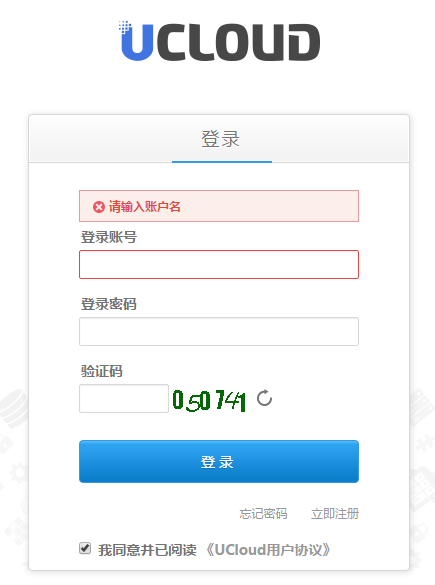 UCLOUD
登录
请输入账户名
登录账号
登录密码
验证码
050741
登 录
忘记密码 立即注册
我同意并已阅读 《UCloud用户协议》